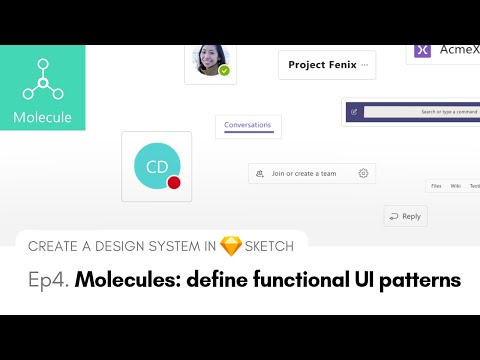 AcmeX
Project Fenix ...
Molecule
Search or type a command
Conversations
CD
Join or create a team
Files Wiki
Reply
CREATE A DESIGN SYSTEM IN SKETCH
Ep4. Molecules: define functional UI patterns